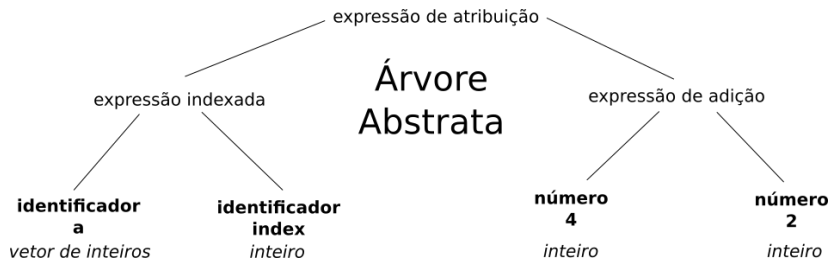 expressão de atribuição
Árvore
Abstrata
expressão indexada
expressão de adição
identificador
a
vetor de inteiros
identificador
index
inteiro
número
4
inteiro
número
2
inteiro